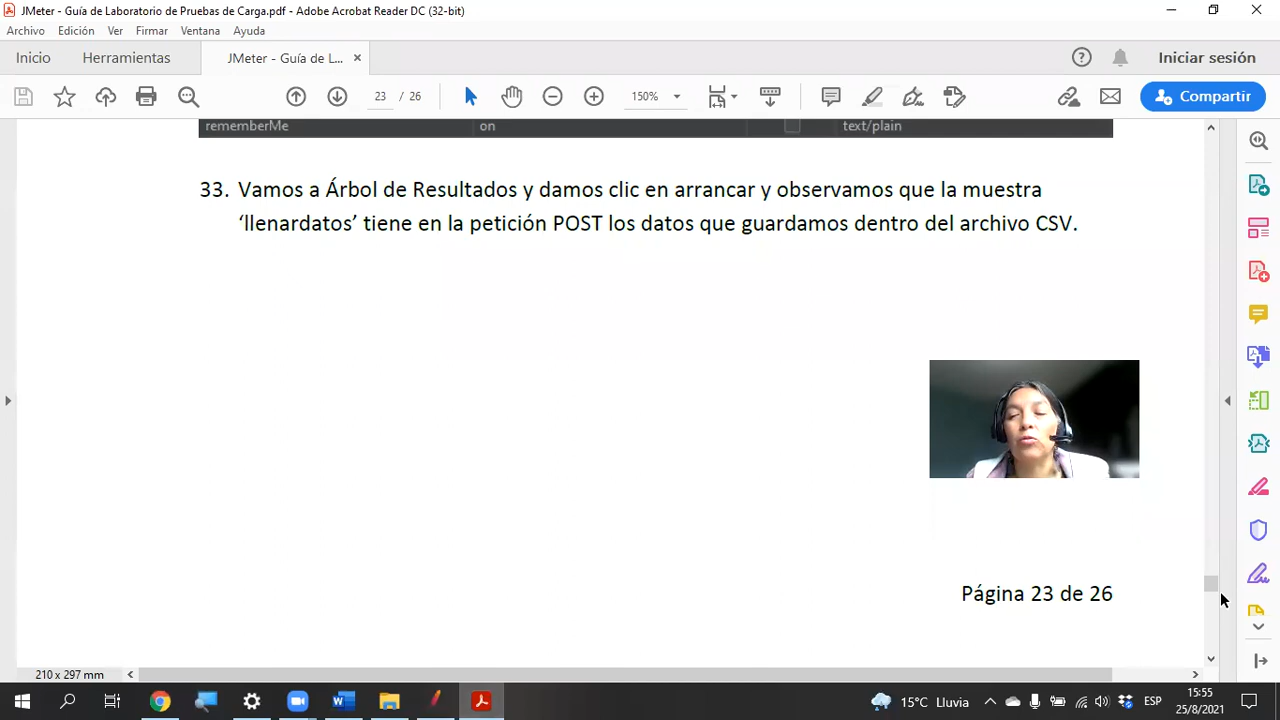 JMeter - Guía de Laboratorio de Pruebas de Carga.pdf - Adobe Acrobat Reader DC (32-bit)
Archivo Edición Ver Firmar Ventana Ayuda
Inicio Herramientas JMeter - Guía de L... × Iniciar sesión
23 / 26 150% Compartir
rememberMe on text/plain
33. Vamos a Árbol de Resultados y damos clic en arrancar y observamos que la muestra
‘llenardatos’ tiene en la petición POST los datos que guardamos dentro del archivo CSV.
Página 23 de 26
210 x 297 mm
15°C Lluvia ESP 15:55
25/8/2021